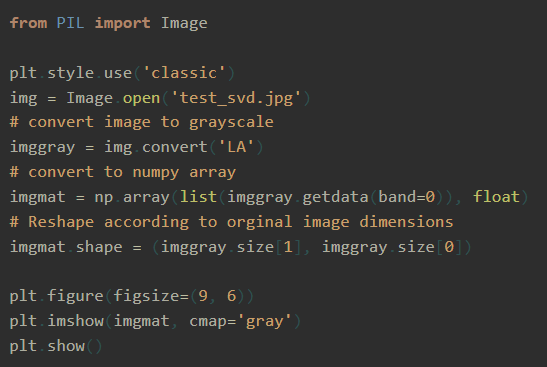 from PIL import Image
plt.style.use('classic')
img = Image.open('test_svd.jpg')
# convert image to grayscale
imggray = img.convert('LA')
# convert to numpy array
imgmat = np.array(list(imggray.getdata(band=0)), float)
# Reshape according to orginal image dimensions
imgmat.shape = (imggray.size[1], imggray.size[0])
plt.figure(figsize=(9, 6))
plt.imshow(imgmat, cmap='gray')
plt.show()